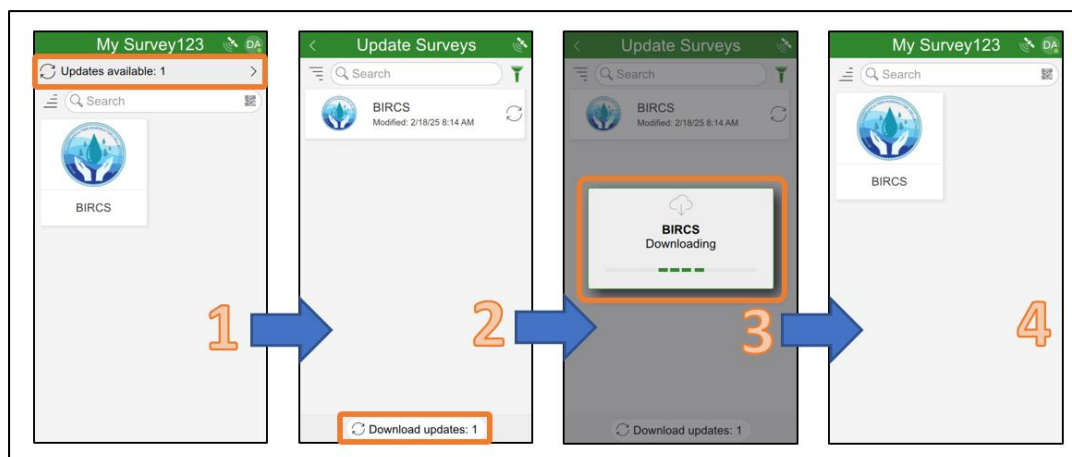 My Survey123
DA
Updates available: 1
Search
BIRCS
1
Update Surveys
Search
BIRCS
Modified: 2/18/25 8:14 AM
Download updates: 1
2
Update Surveys
Search
BIRCS
Modified: 2/18/25 8:14 AM
BIRCS
Downloading
Download updates: 1
3
My Survey123
DA
Search
BIRCS
4